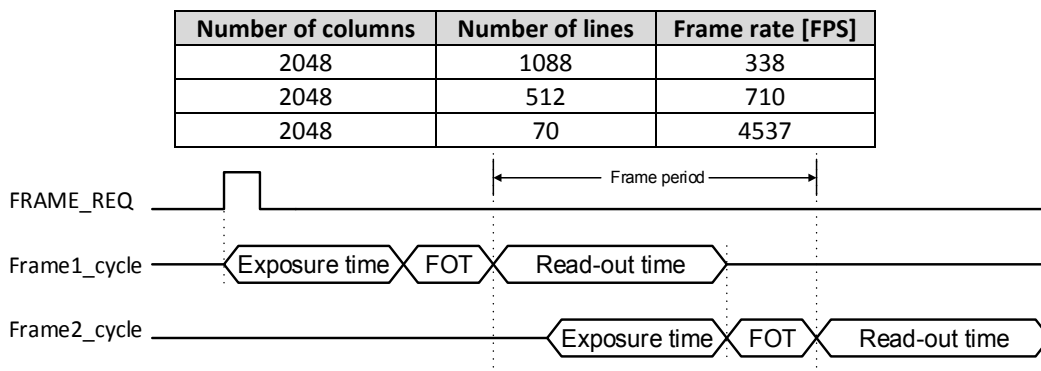 Number of columns Number of lines Frame rate [FPS]
2048 1088 338
2048 512 710
2048 70 4537
Frame period
FRAME_REQ
Frame1_cycle Exposure time FOT Read-out time
Frame2_cycle Exposure time FOT Read-out time